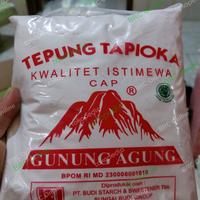 TEPUNG TAPIOKA
KWALITET ISTIMEWA
CAP ®
GUNUNG AGUNG
BPOM RI MD
Diproduksi oleh :
PT. BUDI STARCH & SWEETENER Tbk